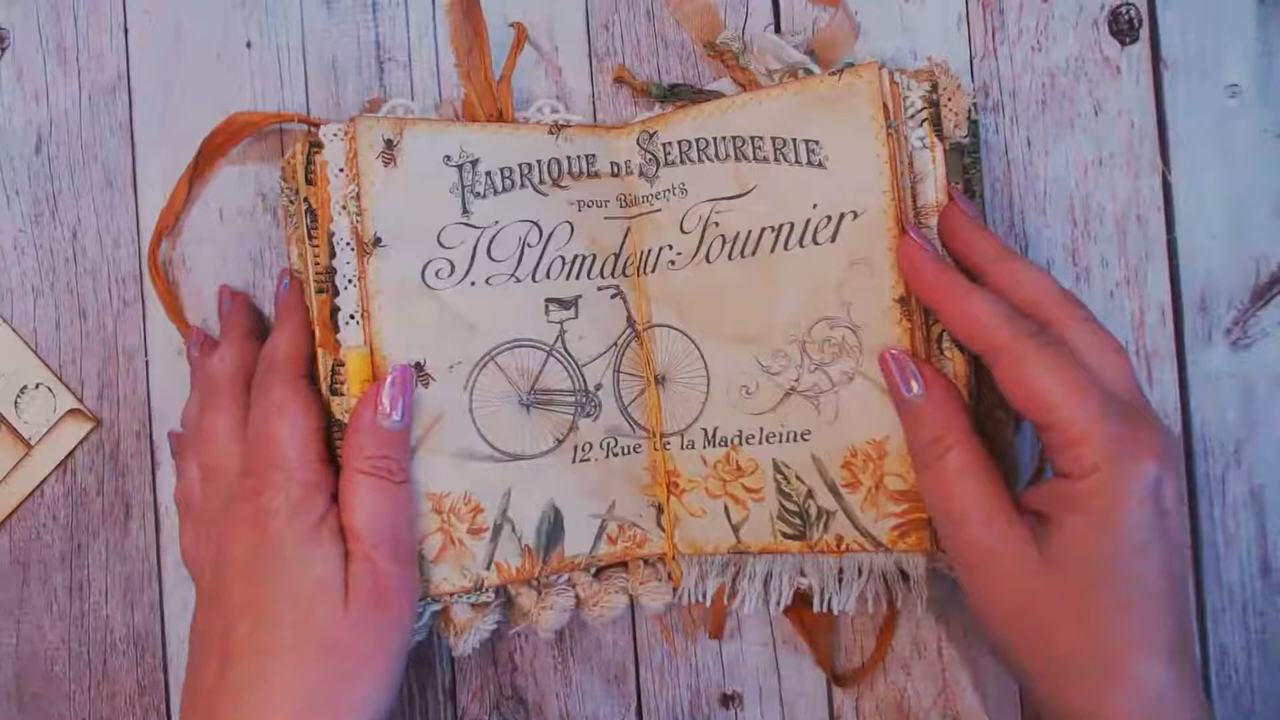 FABRIQUE DE SERRURERIE
pour Bâtiments
J. Plomdeur-Fournier
12. Rue de la Madeleine